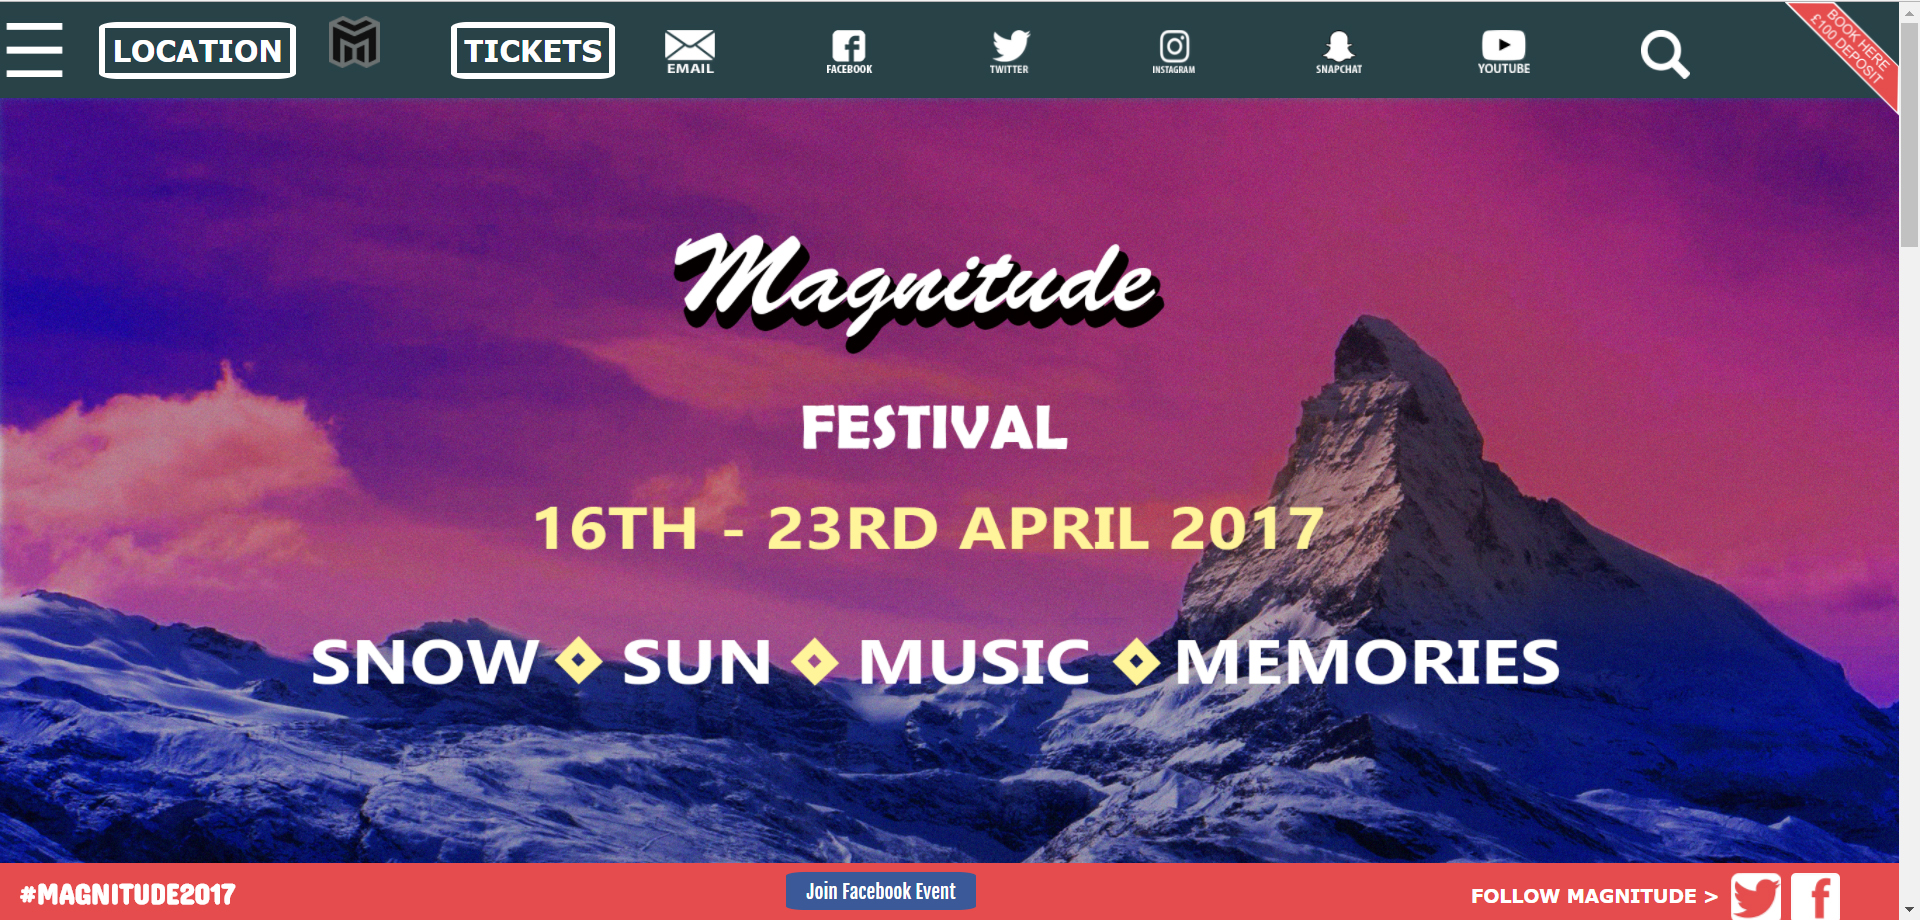 LOCATION
TICKETS
EMAIL
FACEBOOK
TWITTER
INSTAGRAM
SNAPCHAT
YOUTUBE
BOOK HERE
£100 DEPOSIT
Magnitude
FESTIVAL
16TH - 23RD APRIL 2017
SNOW SUN MUSIC MEMORIES
#MAGNITUDE2017
Join Facebook Event
FOLLOW MAGNITUDE >